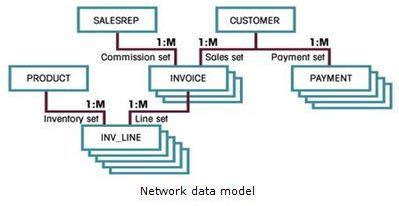 SALESREP
CUSTOMER
1:M
1:M
1:M
Commission set
Sales set
Payment set
PRODUCT
INVOICE
PAYMENT
1:M
1:M
Inventory set
Line set
INV_LINE
Network data model